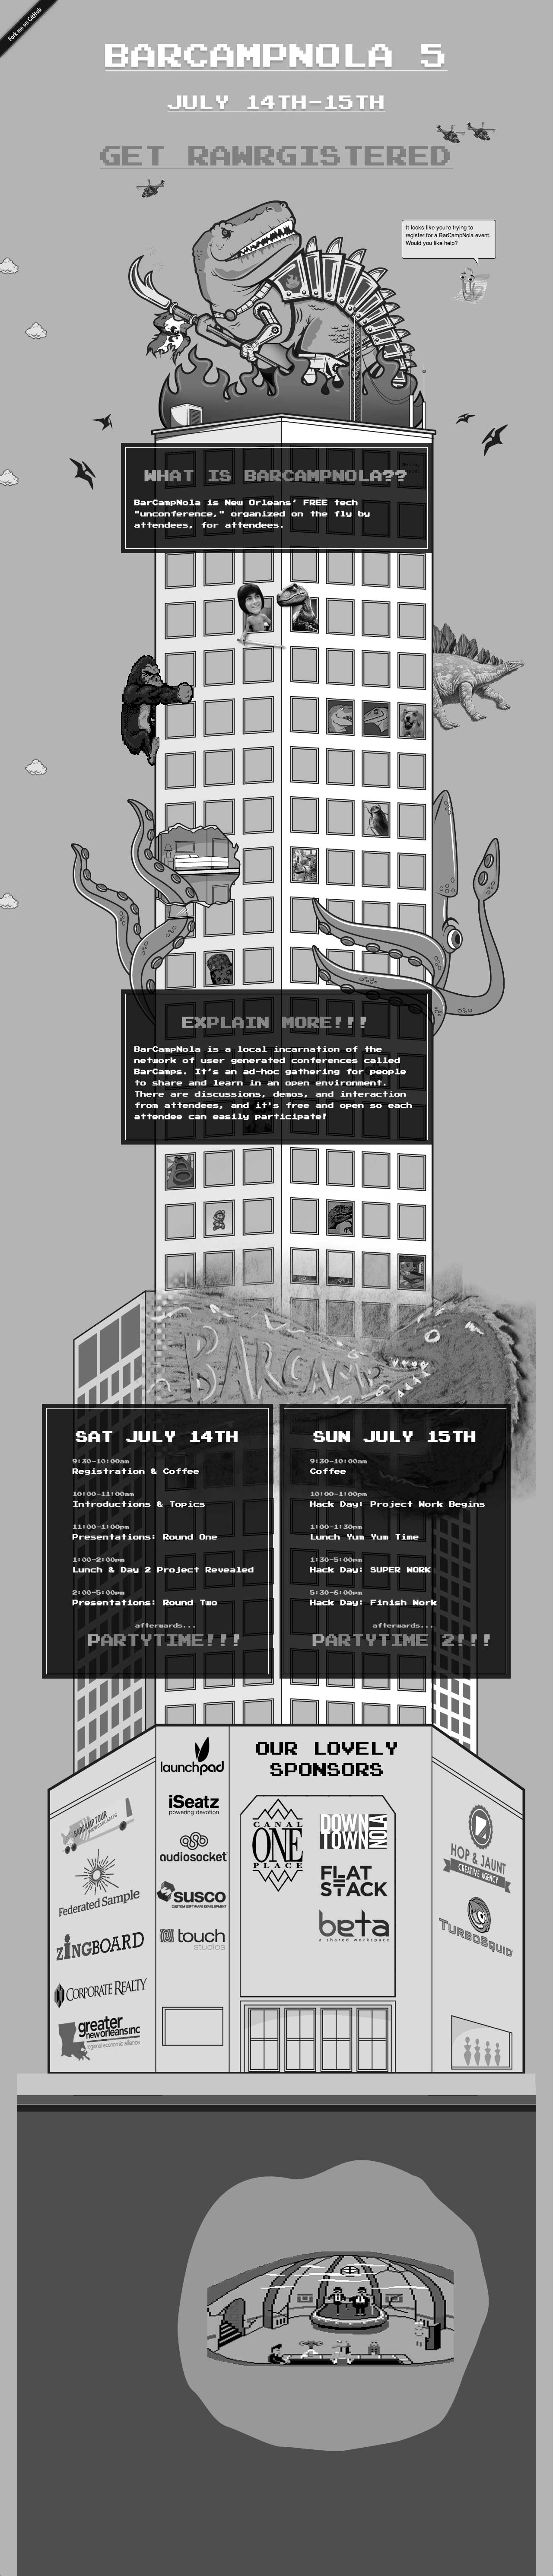 Fork me on GitHub
BARCAMPNOLA 5
JULY 14TH-15TH
GET RAWRGISTERED
It looks like you're trying to
register for a BarCampNola event.
Would you like help?
WHAT IS BARCAMPNOLA??
BarCampNola is New Orleans' FREE tech
"unconference," organized on the fly by
attendees, for attendees.
EXPLAIN MORE!!!
BarCampNola is a local incarnation of the
network of user generated conferences called
BarCamps. It's an ad-hoc gathering for people
to share and learn in an open environment.
There are discussions, demos, and interaction
from attendees, and it's free and open so each
attendee can easily participate!
BARCAMP
SAT JULY 14TH
9:30-10:00am
Registration & Coffee
10:00-11:00am
Introductions & Topics
11:00-1:00pm
Presentations: Round One
1:00-2:00pm
Lunch & Day 2 Project Revealed
2:00-5:00pm
Presentations: Round Two
afterwards...
PARTYTIME!!!
SUN JULY 15TH
9:30-10:00am
Coffee
10:00-1:00pm
Hack Day: Project Work Begins
1:00-1:30pm
Lunch Yum Yum Time
1:30-5:00pm
Hack Day: SUPER WORK
5:30-6:00pm
Hack Day: Finish Work
afterwards...
PARTYTIME 2!!!
OUR LOVELY
SPONSORS
BARCAMP TOUR
Federated Sample
ZINGBOARD
CORPORATE REALTY
greater
neworleans inc
regional economic alliance
launchpad
iSeatz
powering devotion
audiosocket
susco
CUSTOM SOFTWARE DEVELOPMENT
touch
studios
CANAL
ONE
PLACE
DOWN
TOWN
NOLA
FLAT
STACK
beta
a shared workspace
HOP & JAUNT
CREATIVE AGENCY
TURBOSQUID